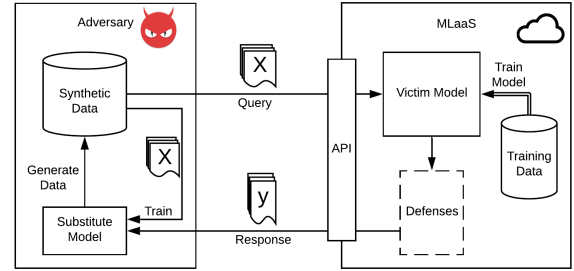 Adversary
MLaaS
X
Query
Synthetic
Data
X
Generate
Data
Train
Substitute
Model
y
Response
API
Victim Model
Train
Model
Training
Data
Defenses